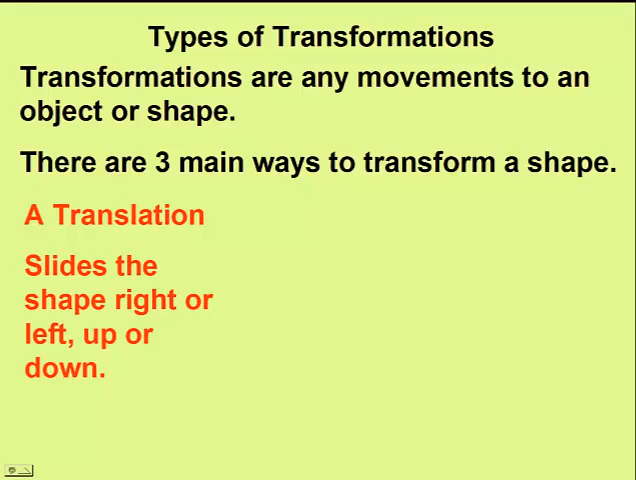 Types of Transformations
Transformations are any movements to an
object or shape.
There are 3 main ways to transform a shape.
A Translation
Slides the
shape right or
left, up or
down.